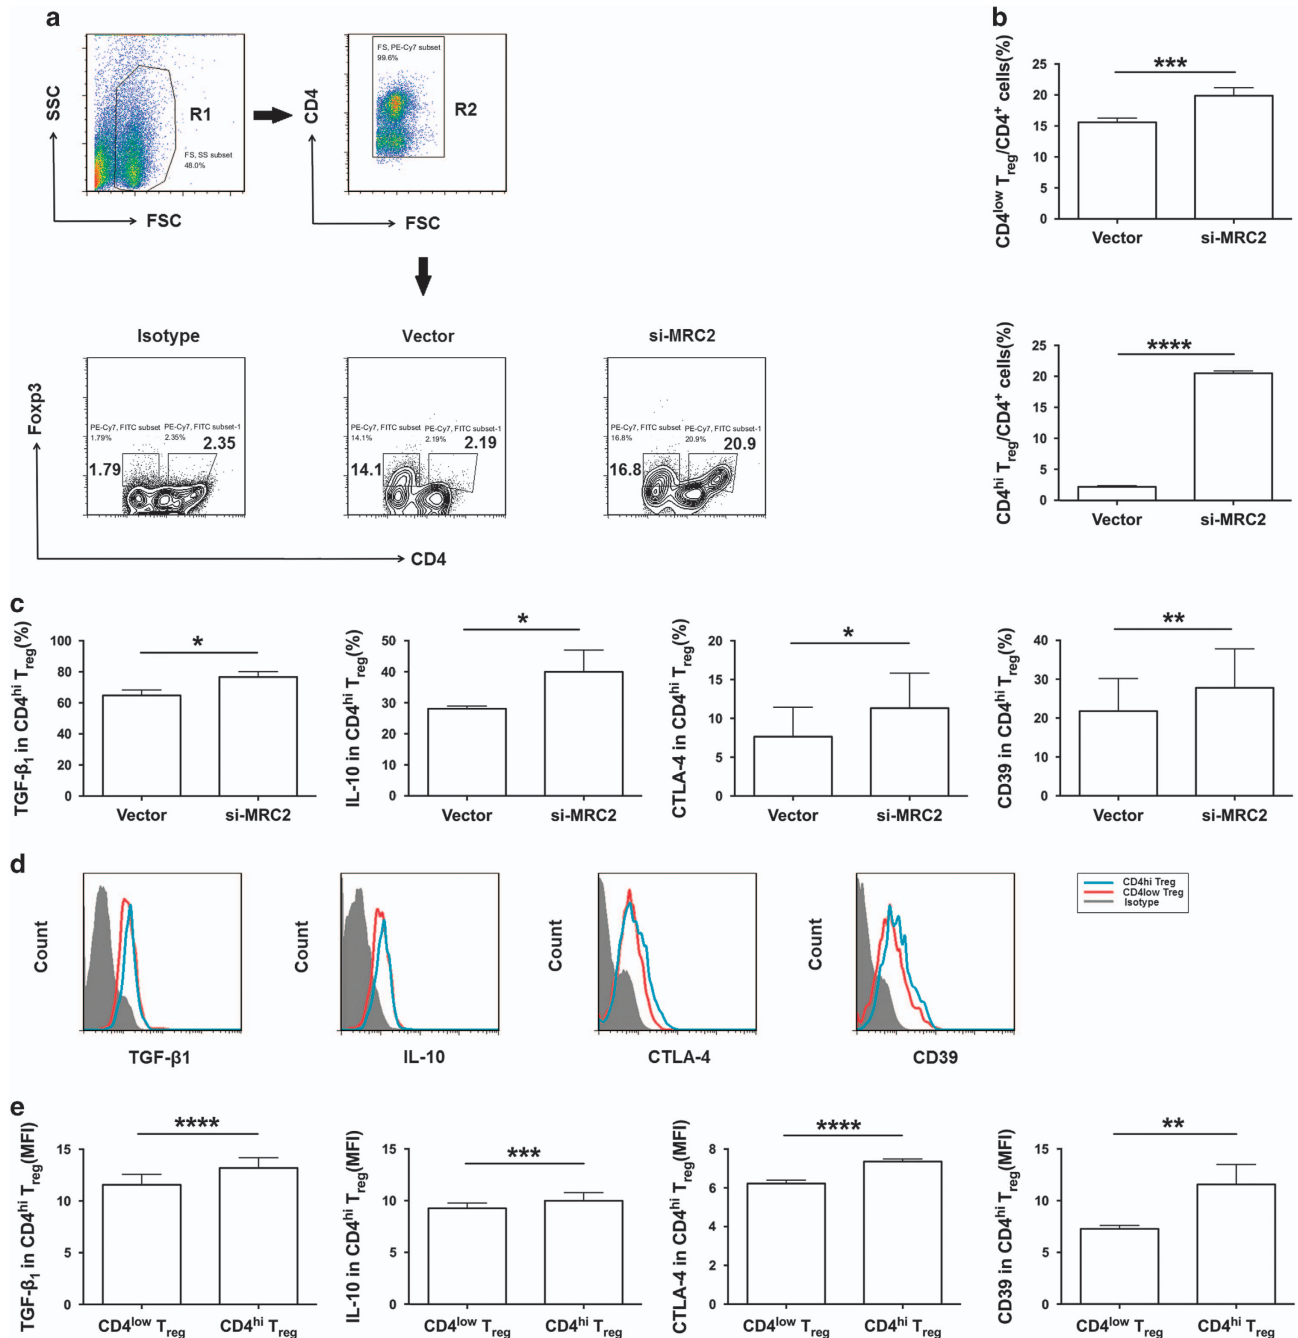 a
SSC
R1
FS, SS subset
48.0%
FSC
CD4
FS, PE-Cy7 subset
99.6%
R2
FSC
Isotype
Vector
si-MRC2
Foxp3
PE-Cy7, FITC subset
1.79%
PE-Cy7, FITC subset-1
2.35%
2.35
1.79
PE-Cy7, FITC subset
14.1%
PE-Cy7, FITC subset-1
2.19%
2.19
14.1
PE-Cy7, FITC subset
16.8%
PE-Cy7, FITC subset-1
20.9%
20.9
16.8
CD4
b
CD4low Treg/CD4+ cells(%)
25
20
15
10
5
0
***
Vector
si-MRC2
CD4hi Treg/CD4+ cells(%)
25
20
15
10
5
0
****
Vector
si-MRC2
c
TGF-β1 in CD4hi Treg(%)
100
80
60
40
20
0
*
Vector
si-MRC2
IL-10 in CD4hi Treg(%)
50
40
30
20
10
0
*
Vector
si-MRC2
CTLA-4 in CD4hi Treg(%)
20
15
10
5
0
*
Vector
si-MRC2
CD39 in CD4hi Treg(%)
40
30
20
10
0
**
Vector
si-MRC2
d
Count
TGF-β1
Count
IL-10
Count
CTLA-4
Count
CD39
CD4hi Treg
CD4low Treg
Isotype
e
TGF-β1 in CD4hi Treg(MFI)
15
10
5
0
****
CD4low Treg
CD4hi Treg
IL-10 in CD4hi Treg(MFI)
15
10
5
0
***
CD4low Treg
CD4hi Treg
CTLA-4 in CD4hi Treg(MFI)
8
6
4
2
0
****
CD4low Treg
CD4hi Treg
CD39 in CD4hi Treg(MFI)
15
10
5
0
**
CD4low Treg
CD4hi Treg